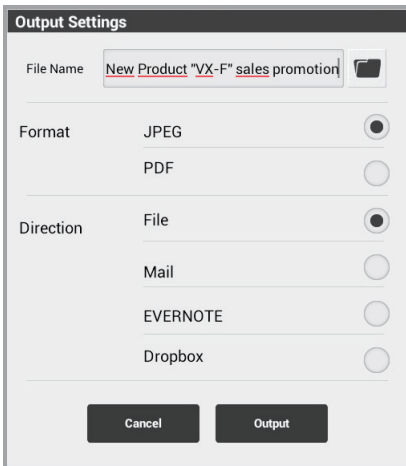 Output Settings
File Name New Product "VX-F" sales promotion
Format JPEG
PDF
Direction File
Mail
EVERNOTE
Dropbox
Cancel Output